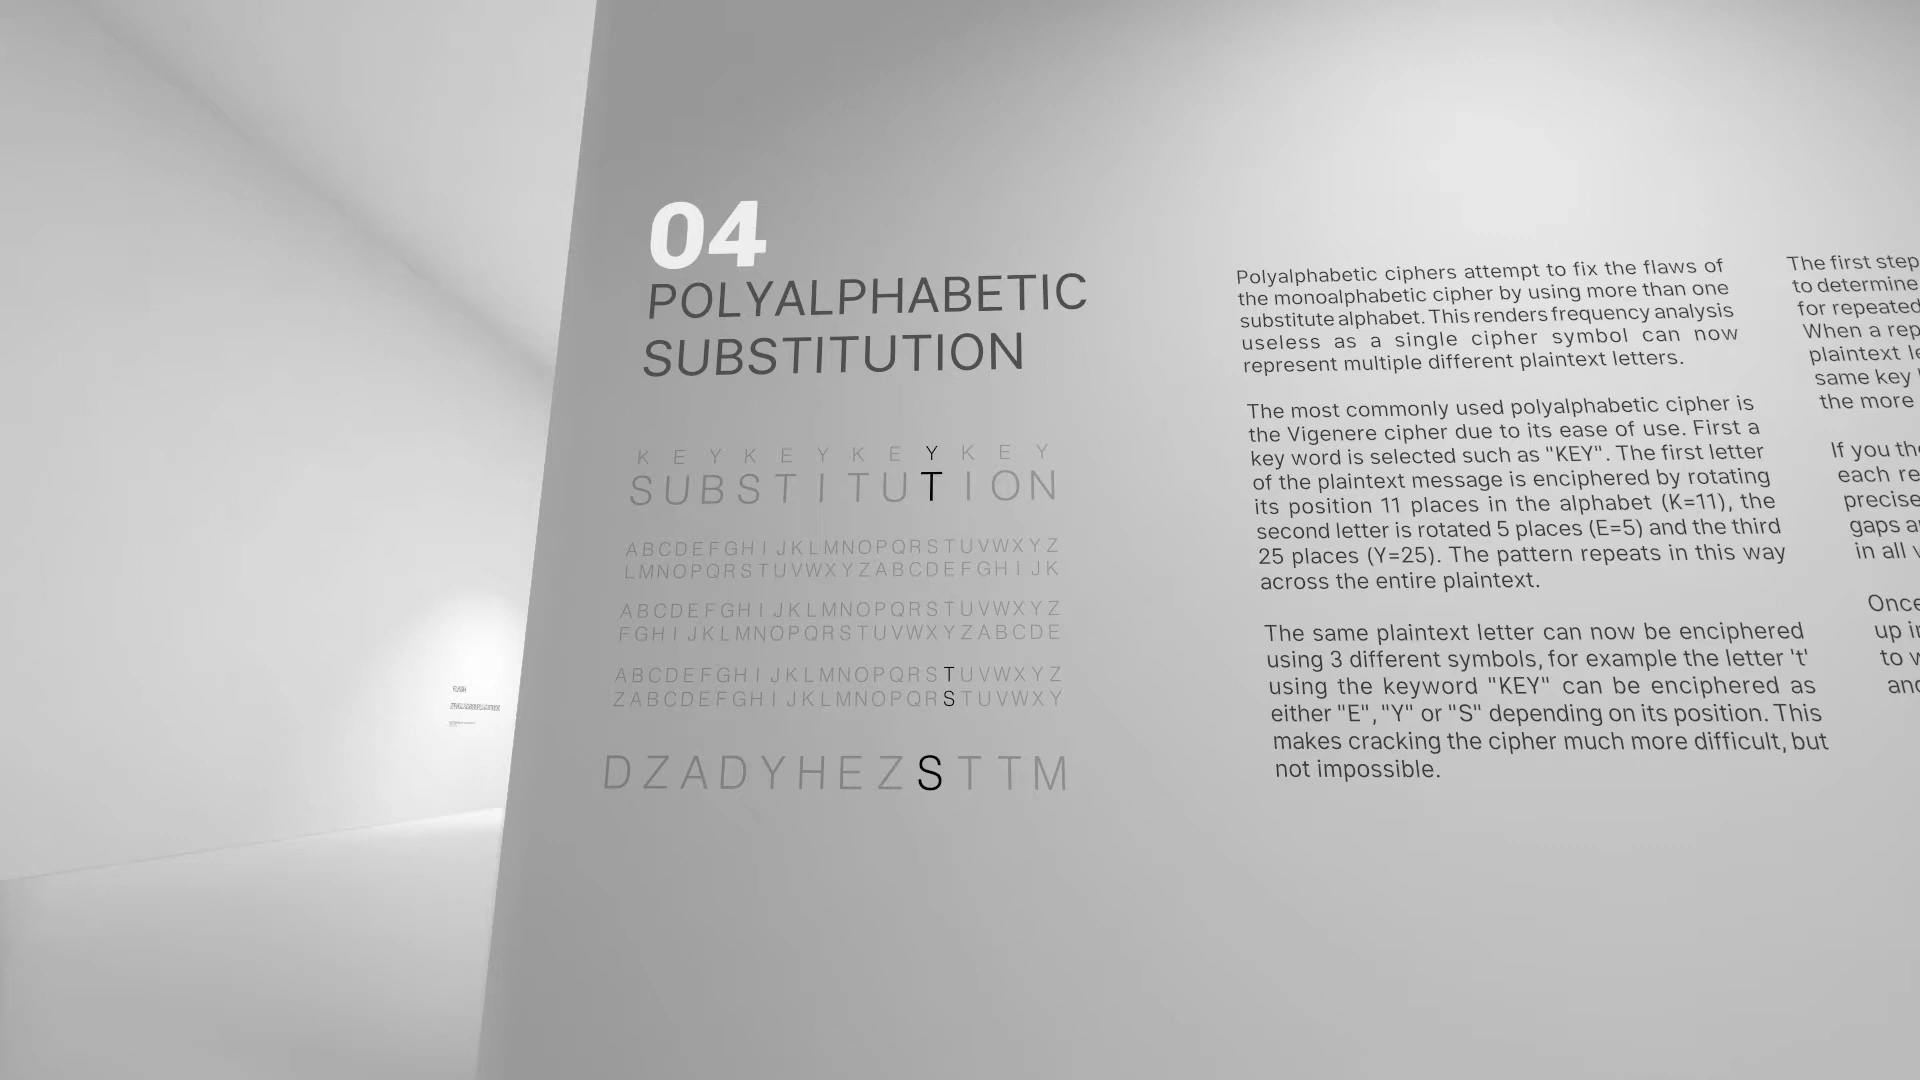 04
POLYALPHABETIC
SUBSTITUTION
K E Y K E Y K E Y K E Y
SUBSTITUTION
ABCDEFGHIJKLMNOPQRSTUVWXYZ
LMNOPQRSTUVWXYZABCDEFGHIJK
ABCDEFGHIJKLMNOPQRSTUVWXYZ
FGHIJKLMNOPQRSTUVWXYZABCDE
ABCDEFGHIJKLMNOPQRSTUVWXYZ
ZABCDEFGHIJKLMNOPQRSTUVWXY
DZADYHEZSTTM
Polyalphabetic ciphers attempt to fix the flaws of
the monoalphabetic cipher by using more than one
substitute alphabet. This renders frequency analysis
useless as a single cipher symbol can now
represent multiple different plaintext letters.
The most commonly used polyalphabetic cipher is
the Vigenere cipher due to its ease of use. First a
key word is selected such as "KEY". The first letter
of the plaintext message is enciphered by rotating
its position 11 places in the alphabet (K=11), the
second letter is rotated 5 places (E=5) and the third
25 places (Y=25). The pattern repeats in this way
across the entire plaintext.
The same plaintext letter can now be enciphered
using 3 different symbols, for example the letter 't'
using the keyword "KEY" can be enciphered as
either "E", "Y" or "S" depending on its position. This
makes cracking the cipher much more difficult, but
not impossible.
The first step
to determine
for repeated
When a rep
plaintext le
same key
the more
If you the
each re
precise
gaps a
in all
Once
up in
to w
and